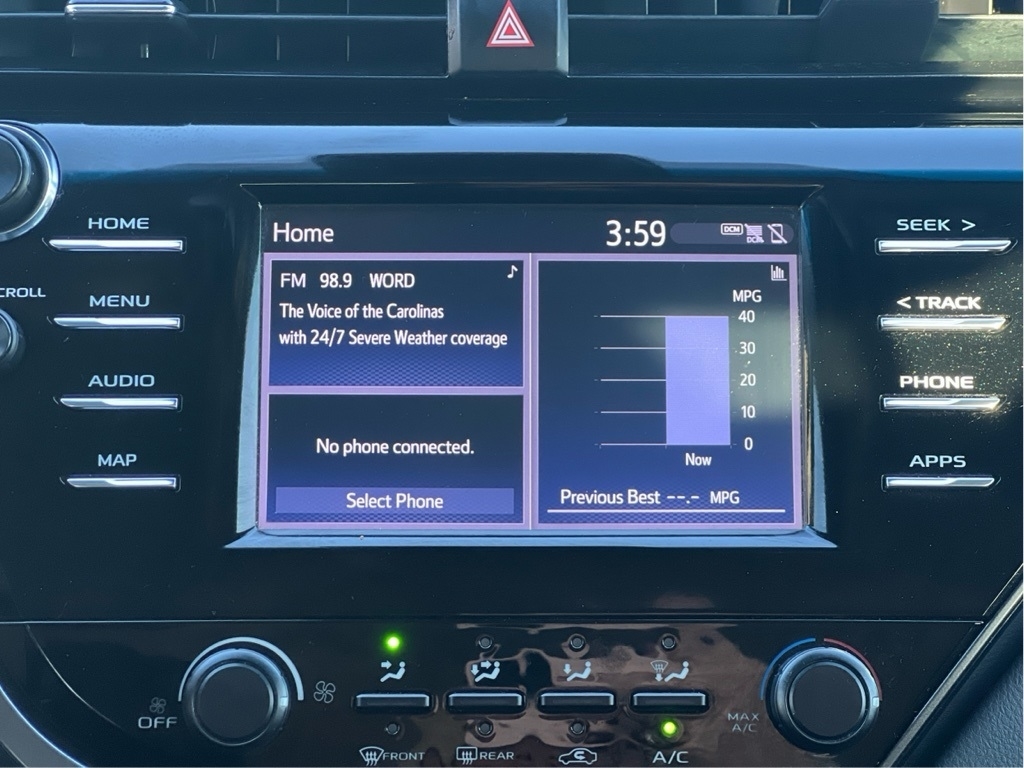 HOME
MENU
AUDIO
MAP
Home
3:59
DCM
FM 98.9 WORD
The Voice of the Carolinas
with 24/7 Severe Weather coverage
No phone connected.
Select Phone
MPG
40
30
20
10
0
Now
Previous Best --.- MPG
SEEK >
< TRACK
PHONE
APPS
OFF
FRONT
REAR
A/C
MAX
A/C